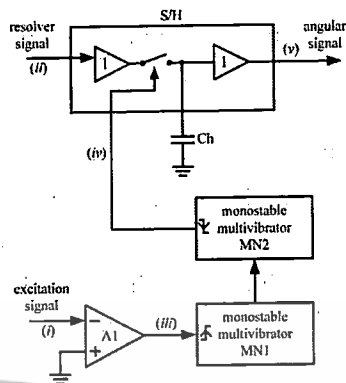 S/H
resolver
signal
(ii)
1
1
(v)
angular
signal
Ch
(iv)
monostable
multivibrator
MN2
excitation
signal
(i)
−
+
A1
(iii)
monostable
multivibrator
MN1